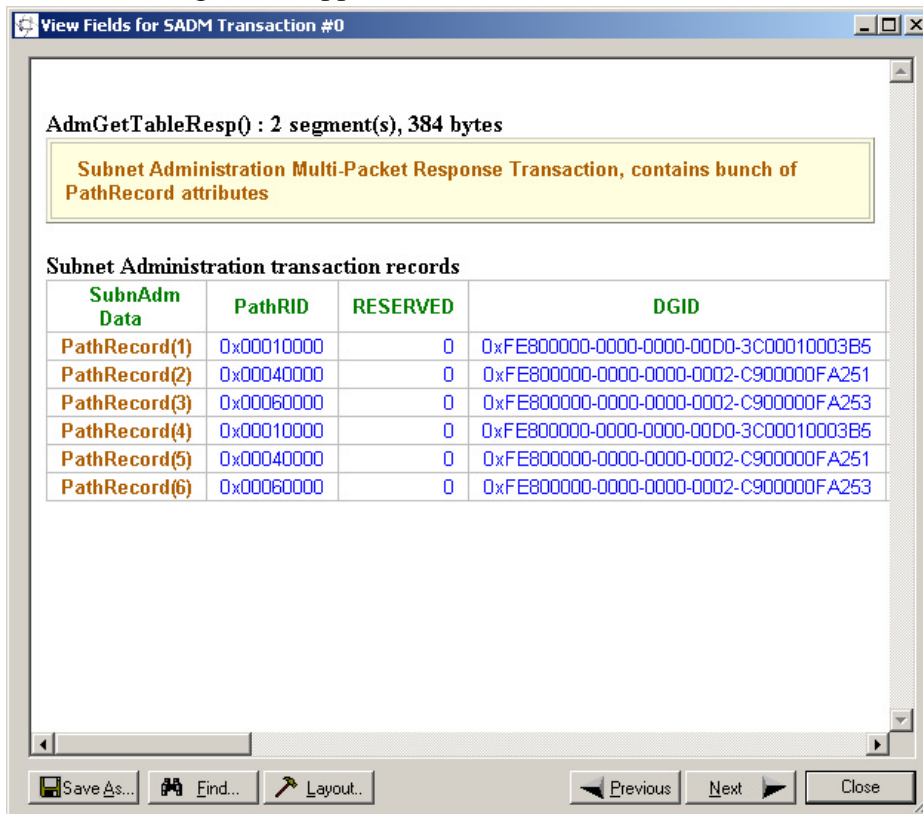 View Fields for SADM Transaction #0
AdmGetTableResp() : 2 segment(s), 384 bytes
Subnet Administration Multi-Packet Response Transaction, contains bunch of
PathRecord attributes
Subnet Administration transaction records
SubnAdm Data PathRID RESERVED DGID
PathRecord(1) 0x00010000 0 0xFE800000-0000-0000-00D0-3C00010003B5
PathRecord(2) 0x00040000 0 0xFE800000-0000-0000-0002-C900000FA251
PathRecord(3) 0x00060000 0 0xFE800000-0000-0000-0002-C900000FA253
PathRecord(4) 0x00010000 0 0xFE800000-0000-0000-00D0-3C00010003B5
PathRecord(5) 0x00040000 0 0xFE800000-0000-0000-0002-C900000FA251
PathRecord(6) 0x00060000 0 0xFE800000-0000-0000-0002-C900000FA253
Save As... Find... Layout.. Previous Next Close